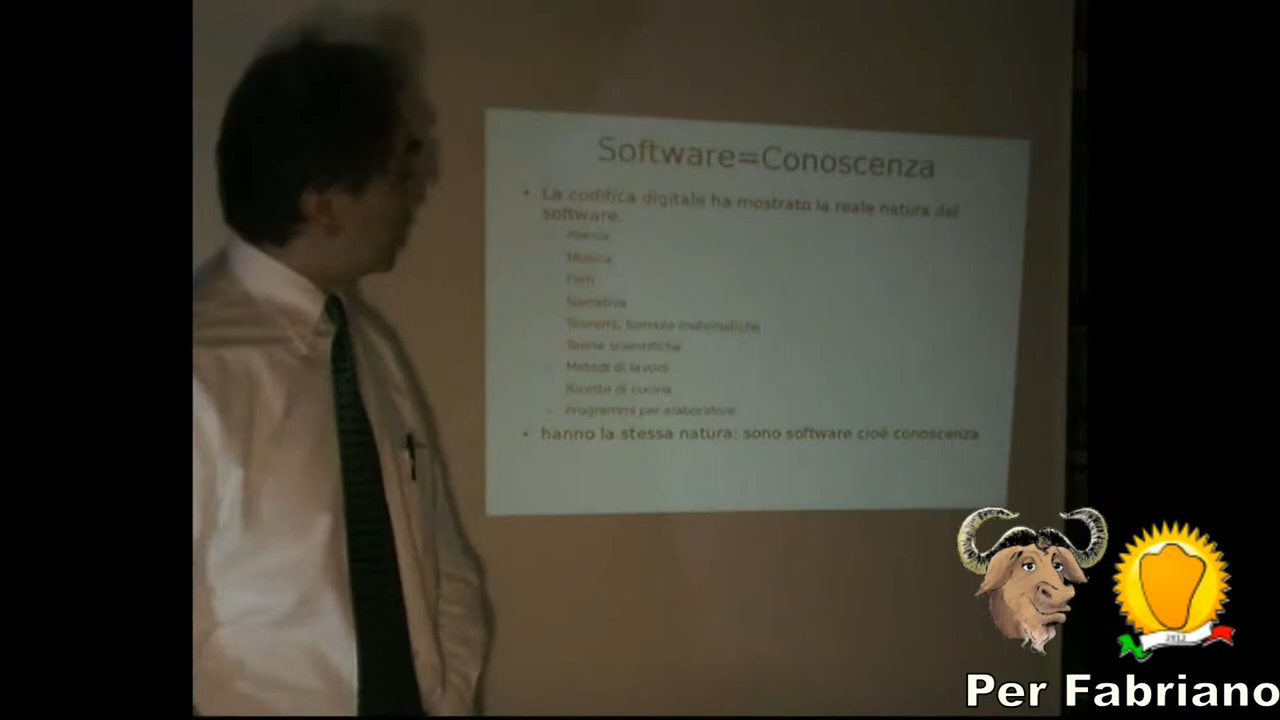 Software=Conoscenza
• La codifica digitale ha mostrato la reale natura del
software.
Poesia
Musica
Film
Narrativa
Teoremi, formule matematiche
Teorie scientifiche
– Metodi di lavoro
Ricette di cucina
– Programmi per elaboratore
• hanno la stessa natura: sono software cioè conoscenza
2012
Per Fabriano